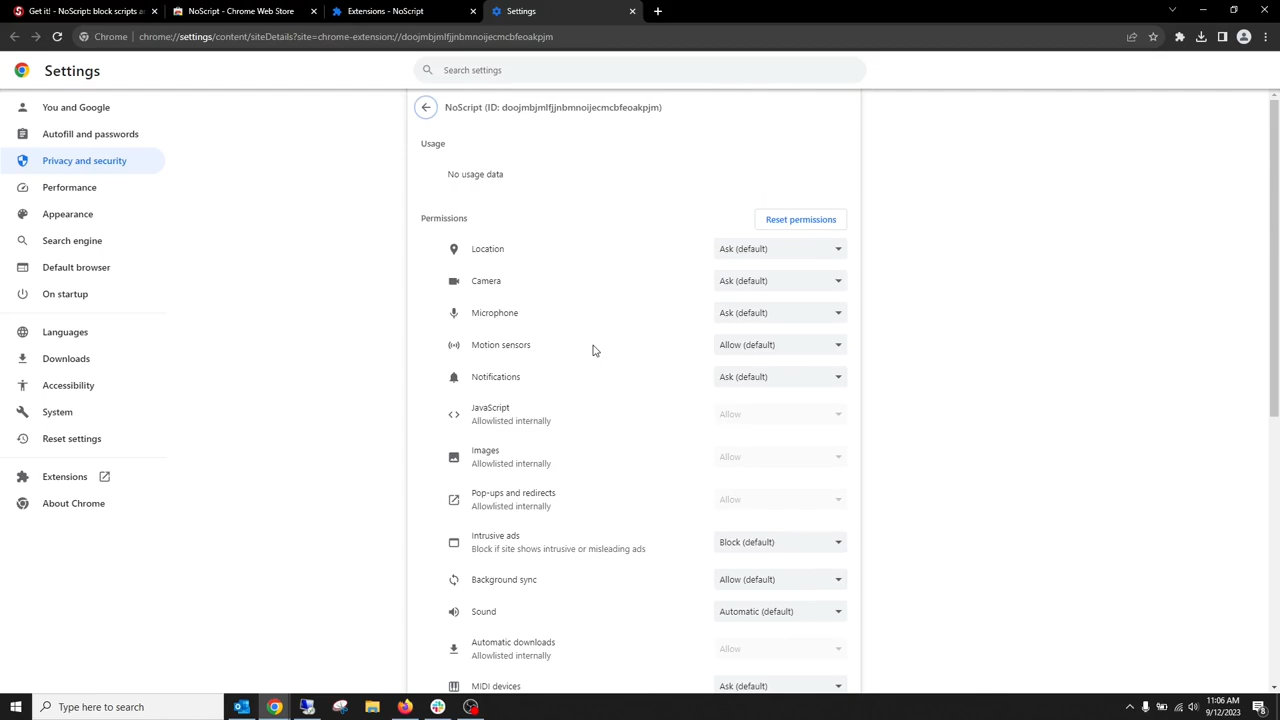 Get it! - NoScript: block scripts a
NoScript - Chrome Web Store
Extensions - NoScript
Settings
Chrome
chrome://settings/content/siteDetails?site=chrome-extension://doojmbjmlfjjnbmnoijecmcbfeoakpjm
Settings
Search settings
You and Google
Autofill and passwords
Privacy and security
Performance
Appearance
Search engine
Default browser
On startup
Languages
Downloads
Accessibility
System
Reset settings
Extensions
About Chrome
NoScript (ID: doojmbjmlfjjnbmnoijecmcbfeoakpjm)
Usage
No usage data
Permissions
Reset permissions
Location
Ask (default)
Camera
Ask (default)
Microphone
Ask (default)
Motion sensors
Allow (default)
Notifications
Ask (default)
JavaScript
Allowlisted internally
Allow
Images
Allowlisted internally
Allow
Pop-ups and redirects
Allowlisted internally
Allow
Intrusive ads
Block if site shows intrusive or misleading ads
Block (default)
Background sync
Allow (default)
Sound
Automatic (default)
Automatic downloads
Allowlisted internally
Allow
MIDI devices
Ask (default)
Type here to search
11:06 AM
9/12/2023